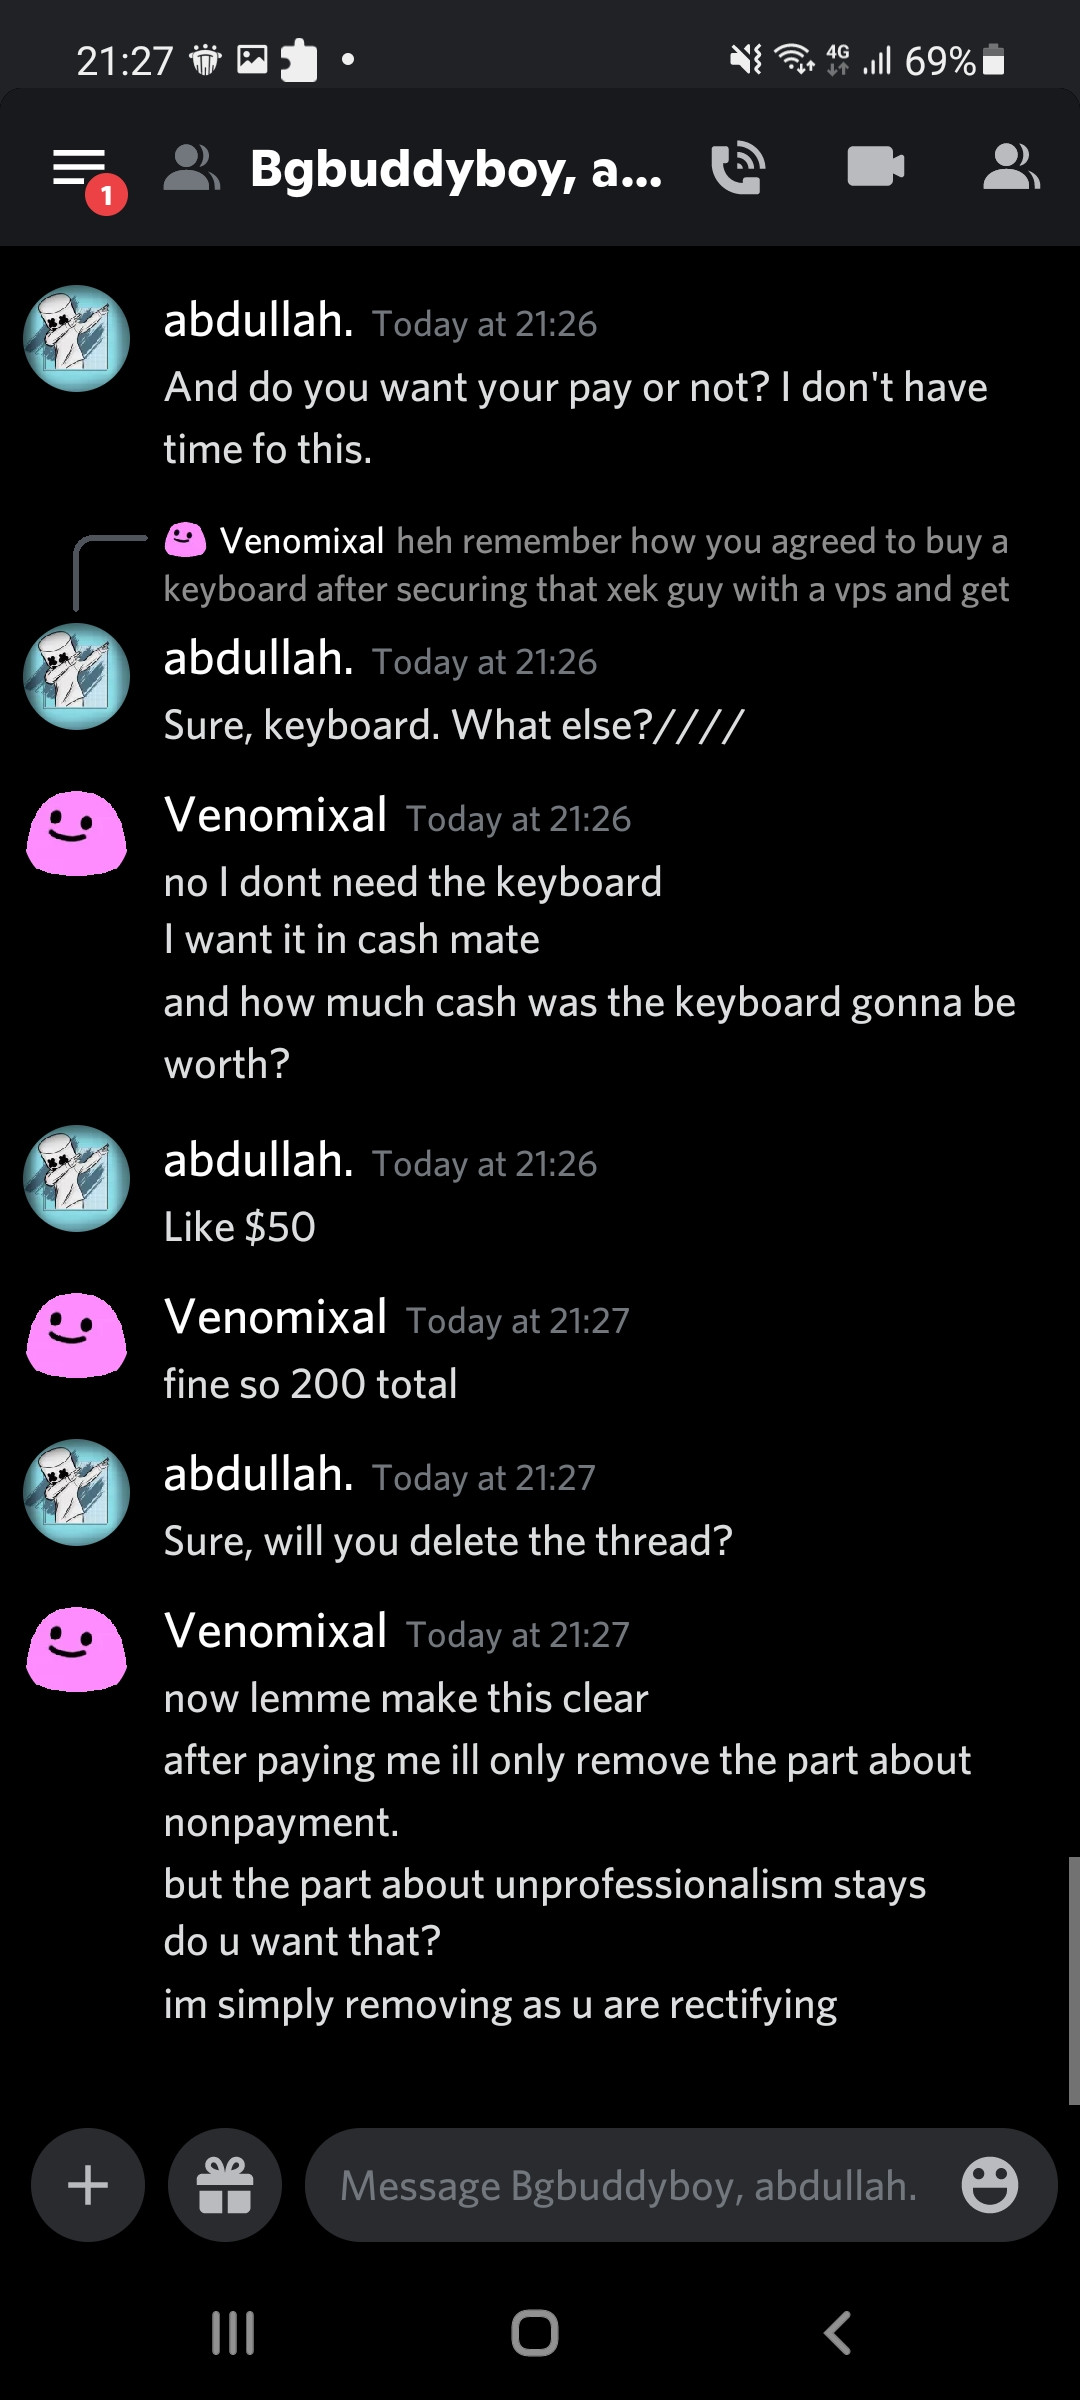 21:27
4G
69%
1
Bgbuddyboy, a...
abdullah. Today at 21:26
And do you want your pay or not? I don't have
time fo this.
Venomixal heh remember how you agreed to buy a
keyboard after securing that xek guy with a vps and get
abdullah. Today at 21:26
Sure, keyboard. What else?////
Venomixal Today at 21:26
no I dont need the keyboard
I want it in cash mate
and how much cash was the keyboard gonna be
worth?
abdullah. Today at 21:26
Like $50
Venomixal Today at 21:27
fine so 200 total
abdullah. Today at 21:27
Sure, will you delete the thread?
Venomixal Today at 21:27
now lemme make this clear
after paying me ill only remove the part about
nonpayment.
but the part about unprofessionalism stays
do u want that?
im simply removing as u are rectifying
Message Bgbuddyboy, abdullah.